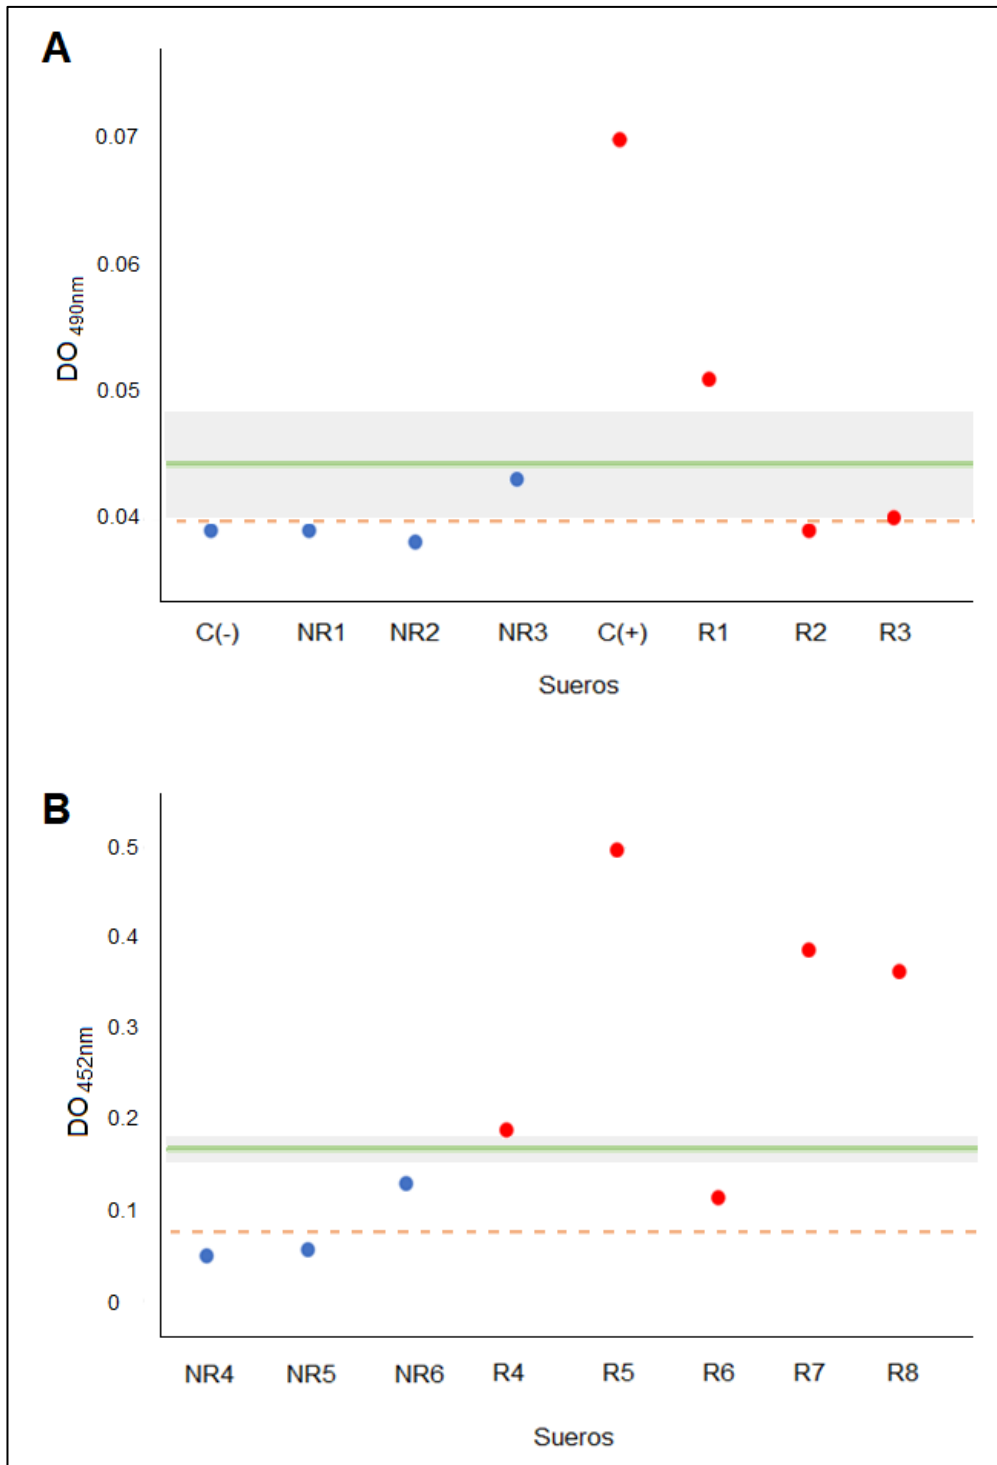 A
0.07
0.06
0.05
0.04
DO 490nm
C(-) NR1 NR2 NR3 C(+) R1 R2 R3
Sueros
B
0.5
0.4
0.3
0.2
0.1
0
DO 452nm
NR4 NR5 NR6 R4 R5 R6 R7 R8
Sueros